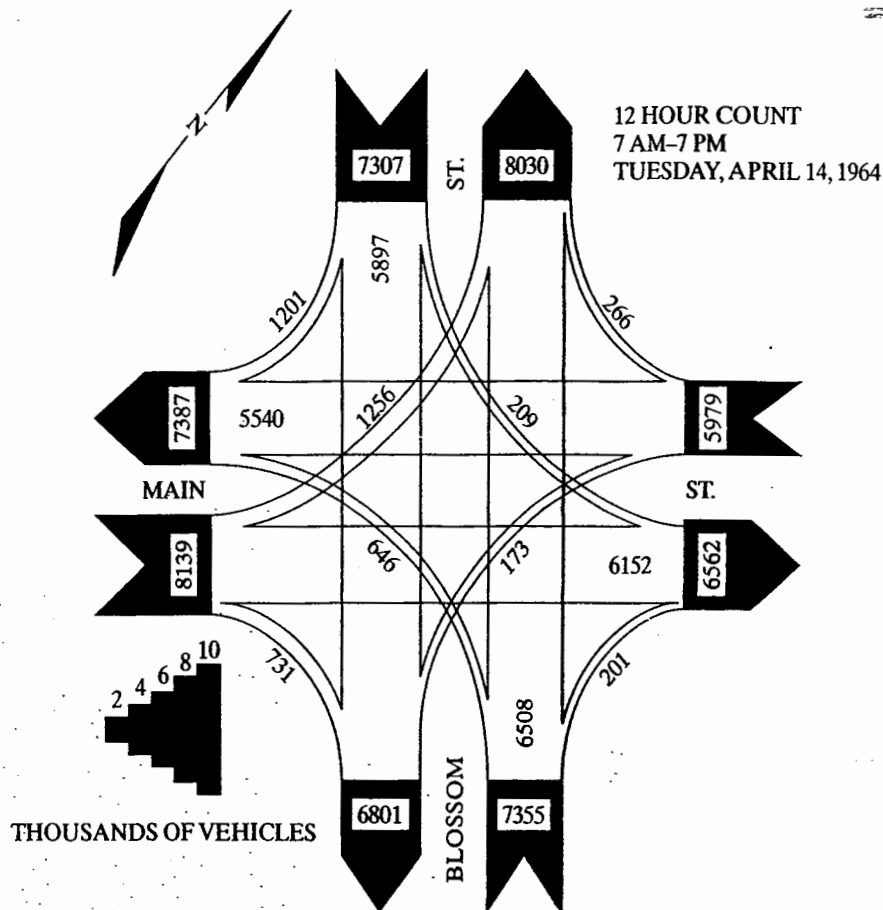 N
12 HOUR COUNT
7 AM–7 PM
TUESDAY, APRIL 14, 1964
7307
ST.
8030
5897
1201
266
7387
5540
1256
209
5979
MAIN
ST.
8139
646
173
6152
6562
731
201
2 4 6 8 10
6508
THOUSANDS OF VEHICLES
6801
BLOSSOM
7355